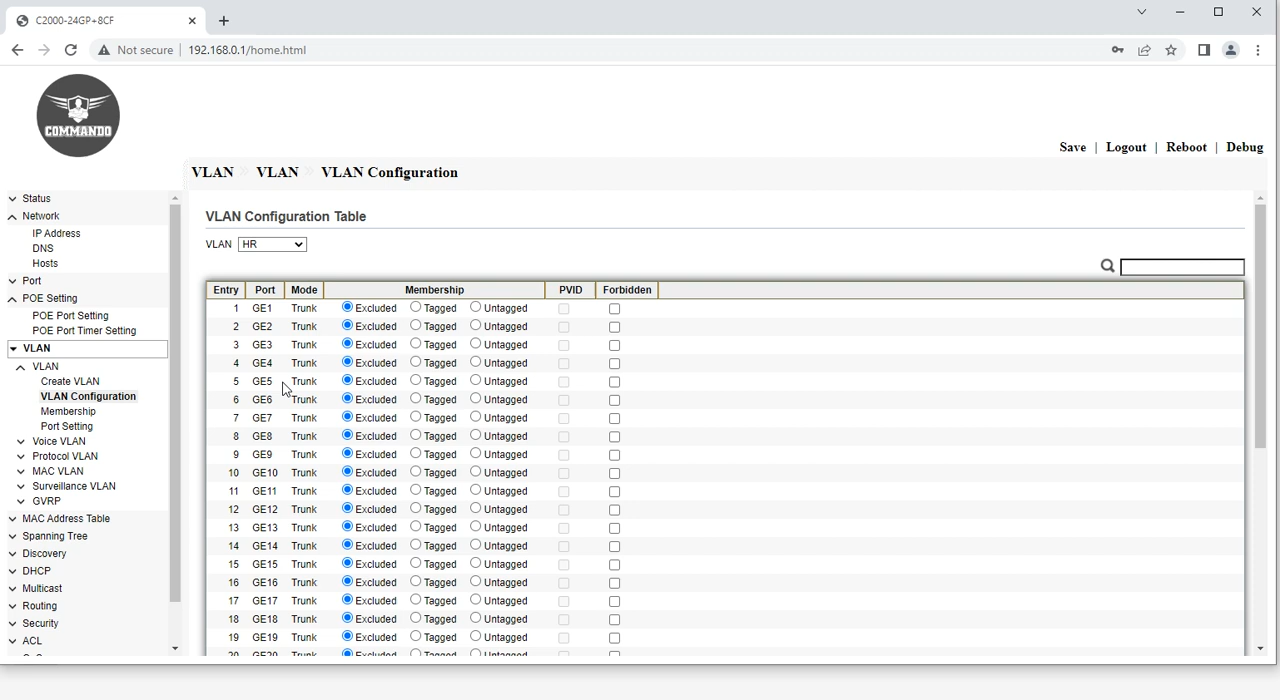 C2000-24GP+8CF
Not secure | 192.168.0.1/home.html
COMMANDO
Save | Logout | Reboot | Debug
VLAN » VLAN » VLAN Configuration
Status
Network
IP Address
DNS
Hosts
Port
POE Setting
POE Port Setting
POE Port Timer Setting
VLAN
VLAN
Create VLAN
VLAN Configuration
Membership
Port Setting
Voice VLAN
Protocol VLAN
MAC VLAN
Surveillance VLAN
GVRP
MAC Address Table
Spanning Tree
Discovery
DHCP
Multicast
Routing
Security
ACL
VLAN Configuration Table
VLAN HR
Entry Port Mode Membership PVID Forbidden
1 GE1 Trunk Excluded Tagged Untagged
2 GE2 Trunk Excluded Tagged Untagged
3 GE3 Trunk Excluded Tagged Untagged
4 GE4 Trunk Excluded Tagged Untagged
5 GE5 Trunk Excluded Tagged Untagged
6 GE6 Trunk Excluded Tagged Untagged
7 GE7 Trunk Excluded Tagged Untagged
8 GE8 Trunk Excluded Tagged Untagged
9 GE9 Trunk Excluded Tagged Untagged
10 GE10 Trunk Excluded Tagged Untagged
11 GE11 Trunk Excluded Tagged Untagged
12 GE12 Trunk Excluded Tagged Untagged
13 GE13 Trunk Excluded Tagged Untagged
14 GE14 Trunk Excluded Tagged Untagged
15 GE15 Trunk Excluded Tagged Untagged
16 GE16 Trunk Excluded Tagged Untagged
17 GE17 Trunk Excluded Tagged Untagged
18 GE18 Trunk Excluded Tagged Untagged
19 GE19 Trunk Excluded Tagged Untagged
20 GE20 Trunk Excluded Tagged Untagged